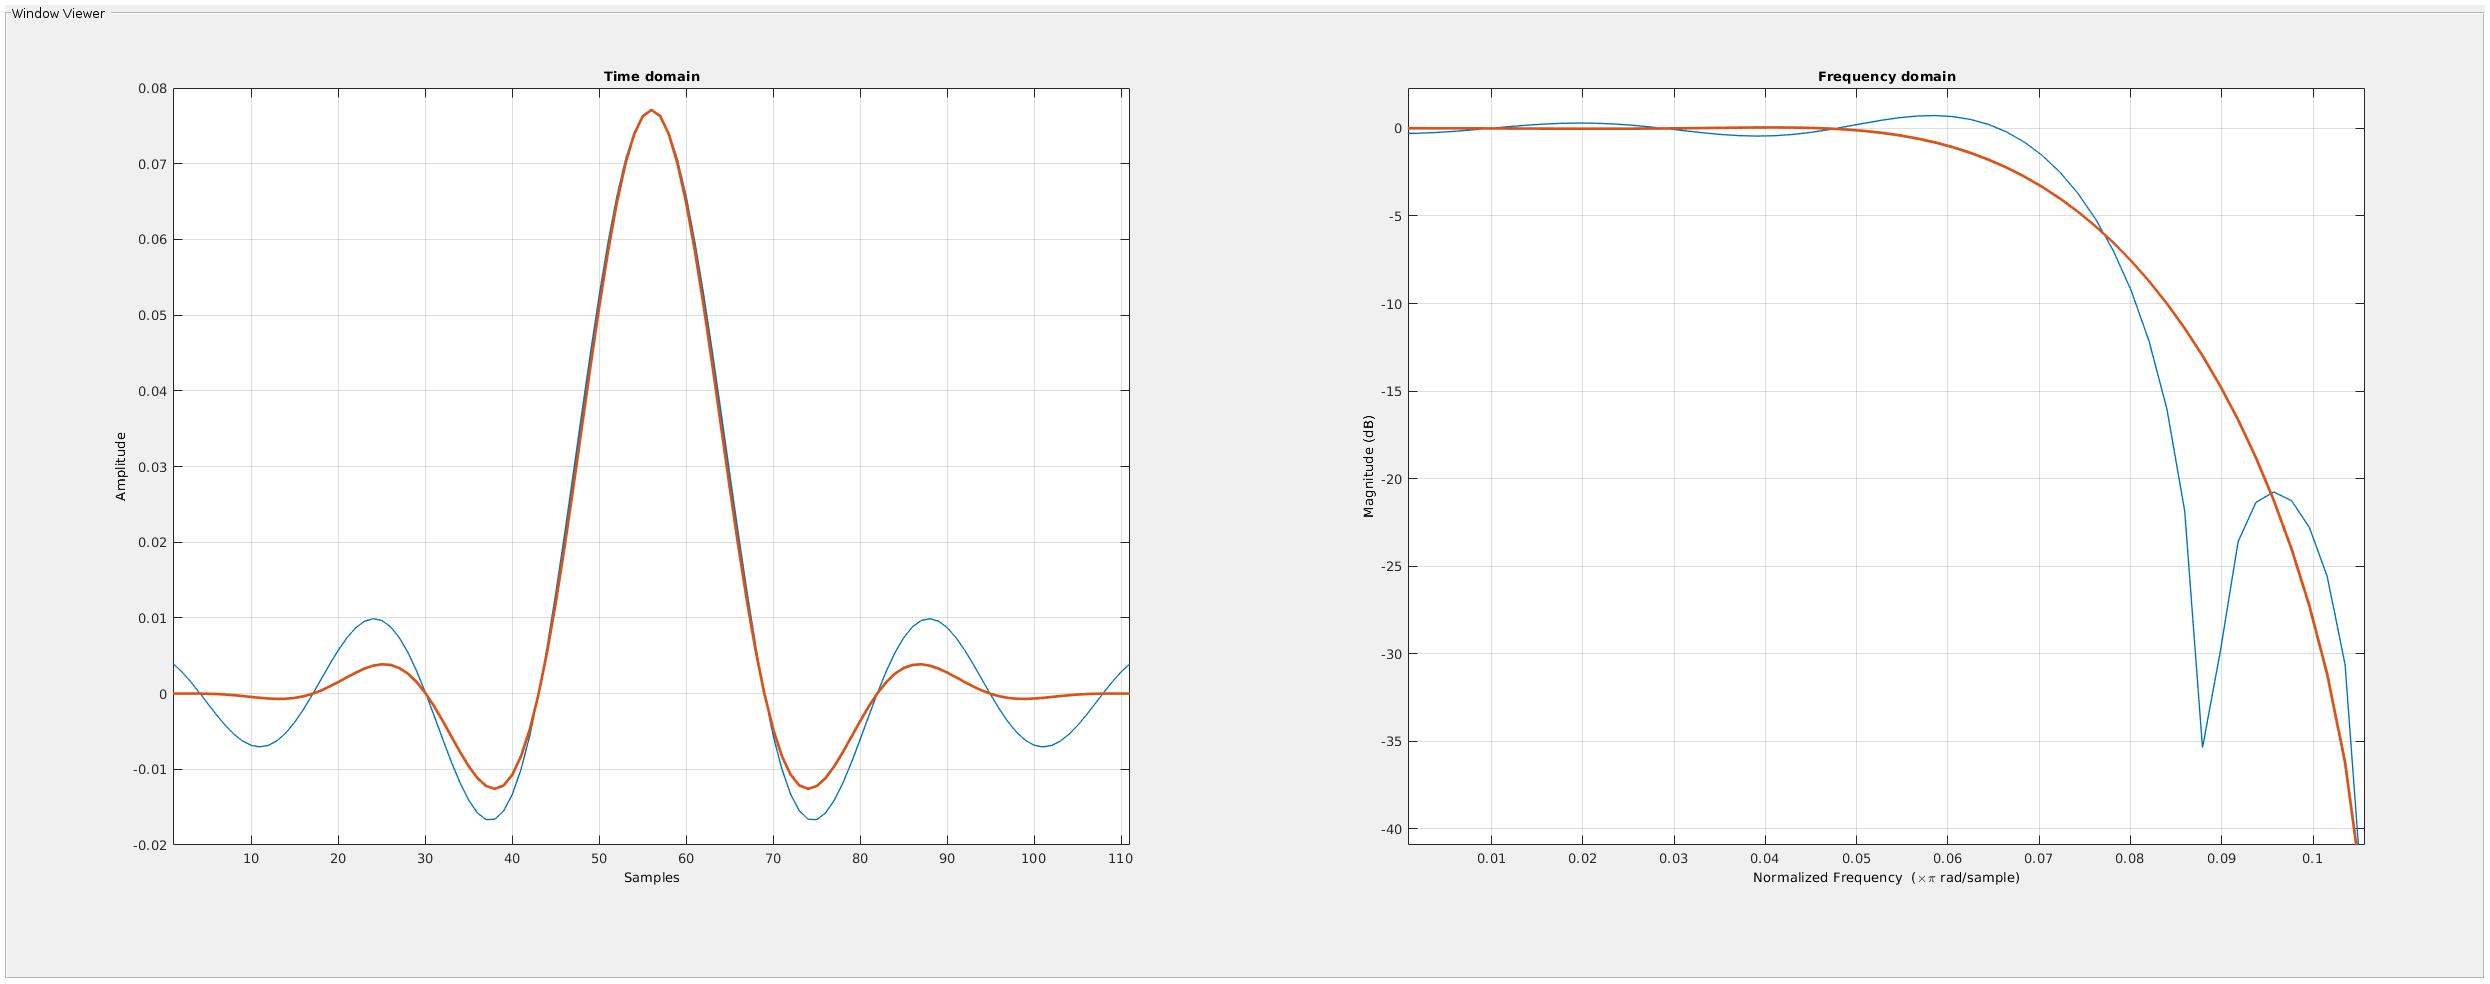 Window Viewer
Time domain
0.08
0.07
0.06
0.05
0.04
0.03
0.02
0.01
0
-0.01
-0.02
Amplitude
10 20 30 40 50 60 70 80 90 100 110
Samples
Frequency domain
0
-5
-10
-15
-20
-25
-30
-35
-40
Magnitude (dB)
0.01 0.02 0.03 0.04 0.05 0.06 0.07 0.08 0.09 0.1
Normalized Frequency (×π rad/sample)